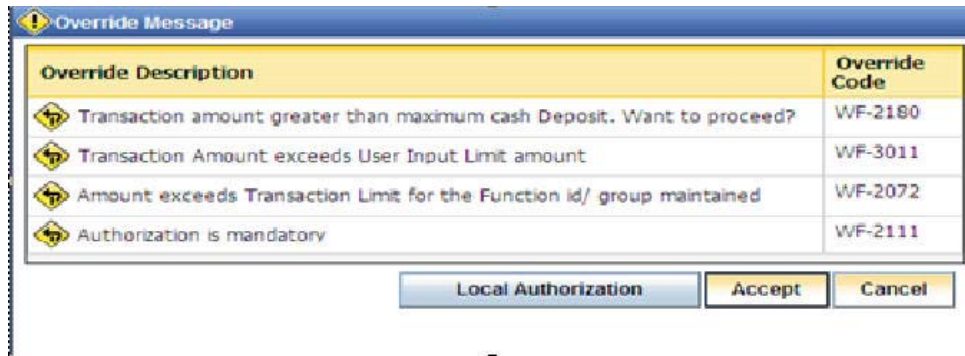 Override Message
Override Description Override Code
Transaction amount greater than maximum cash Deposit. Want to proceed? WF-2180
Transaction Amount exceeds User Input Limit amount WF-3011
Amount exceeds Transaction Limit for the Function id/ group maintained WF-2072
Authorization is mandatory WF-2111
Local Authorization Accept Cancel